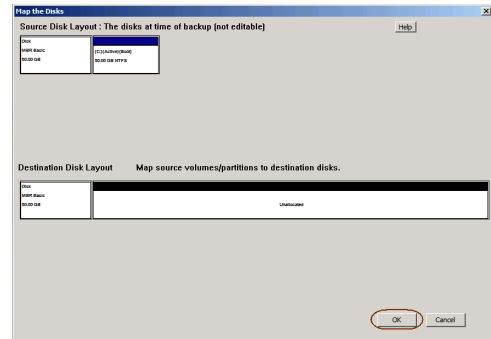 Map the Disks
Source Disk Layout : The disks at time of backup (not editable)
Help
Disk
MBR Basic
50.00 GB
(C:)(Active)(Boot)
50.00 GB NTFS
Destination Disk Layout Map source volumes/partitions to destination disks.
Disk
MBR Basic
50.00 GB
Unallocated
OK Cancel